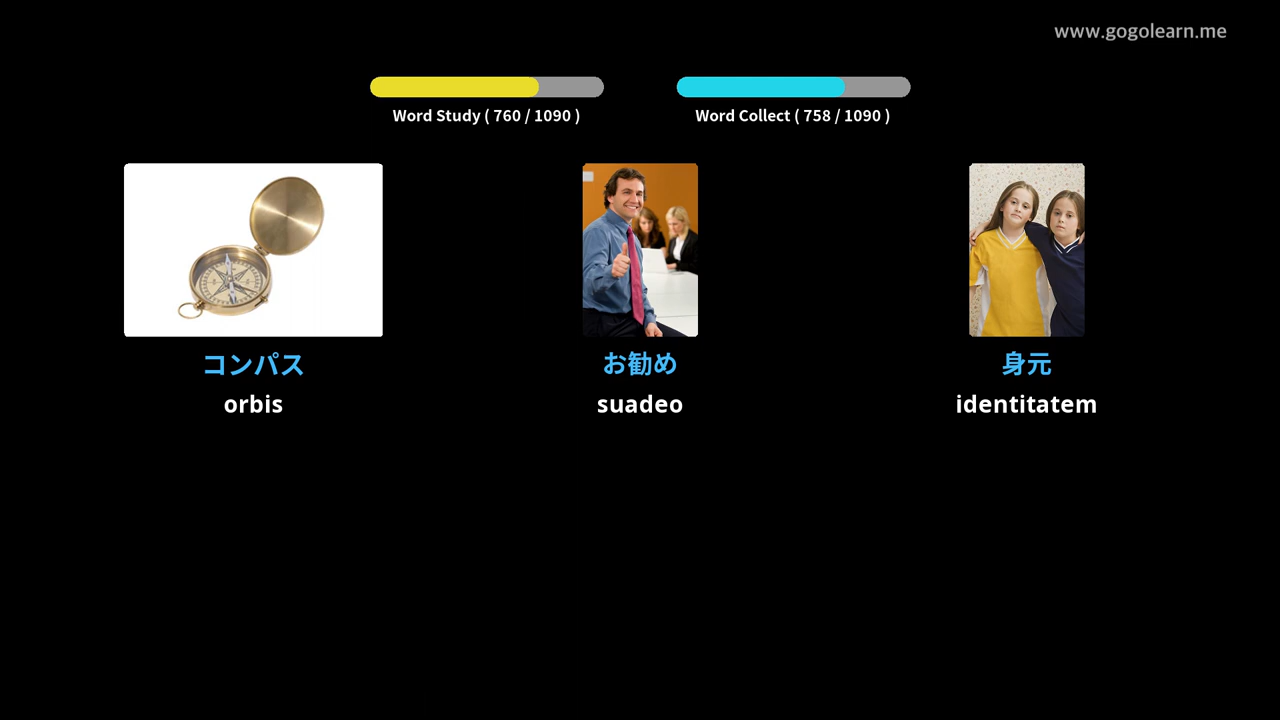 www.gogolearn.me
Word Study ( 760 / 1090 )
Word Collect ( 758 / 1090 )
コンパス
orbis
お勧め
suadeo
身元
identitatem